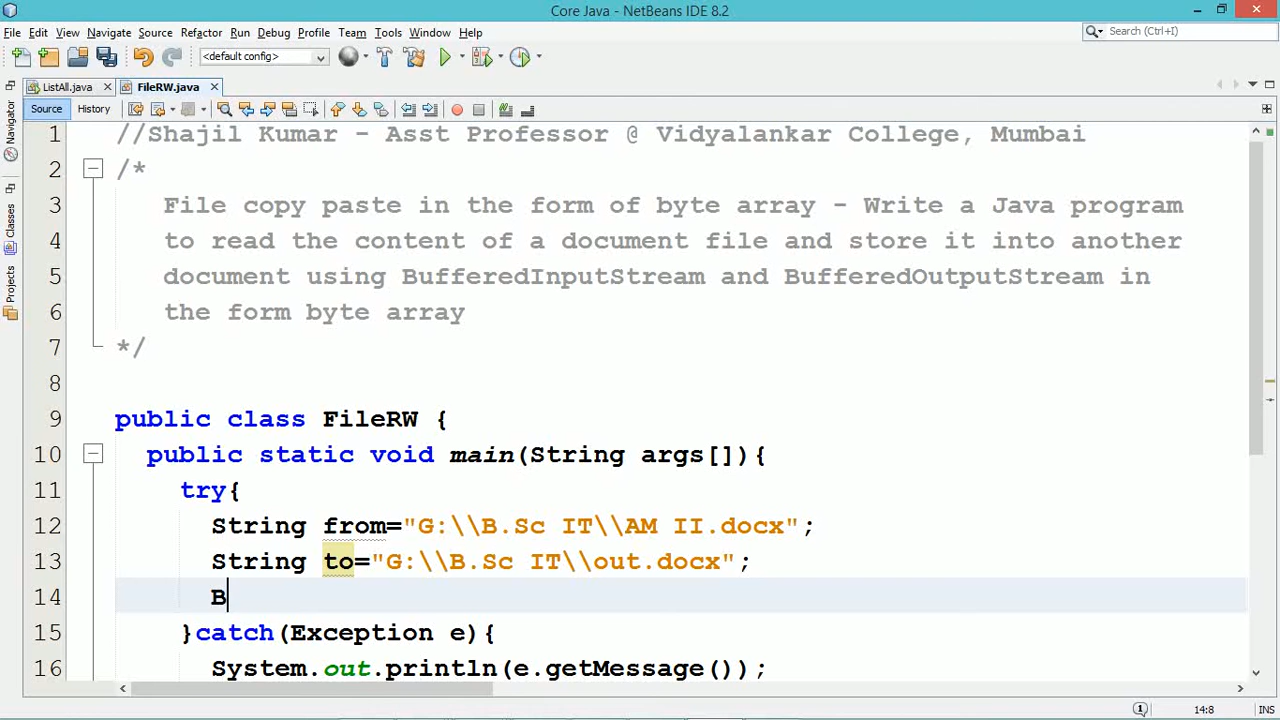 Core Java - NetBeans IDE 8.2
File Edit View Navigate Source Refactor Run Debug Profile Team Tools Window Help
Search (Ctrl+I)
<default config>
ListAll.java FileRW.java
Source History
Navigator
Classes
Projects
1 //Shajil Kumar - Asst Professor @ Vidyalankar College, Mumbai
2 /*
3 File copy paste in the form of byte array - Write a Java program
4 to read the content of a document file and store it into another
5 document using BufferedInputStream and BufferedOutputStream in
6 the form byte array
7 */
8
9 public class FileRW {
10 public static void main(String args[]){
11 try{
12 String from="G:\\B.Sc IT\\AM II.docx";
13 String to="G:\\B.Sc IT\\out.docx";
14 B
15 }catch(Exception e){
16 System.out.println(e.getMessage());
14:8 INS